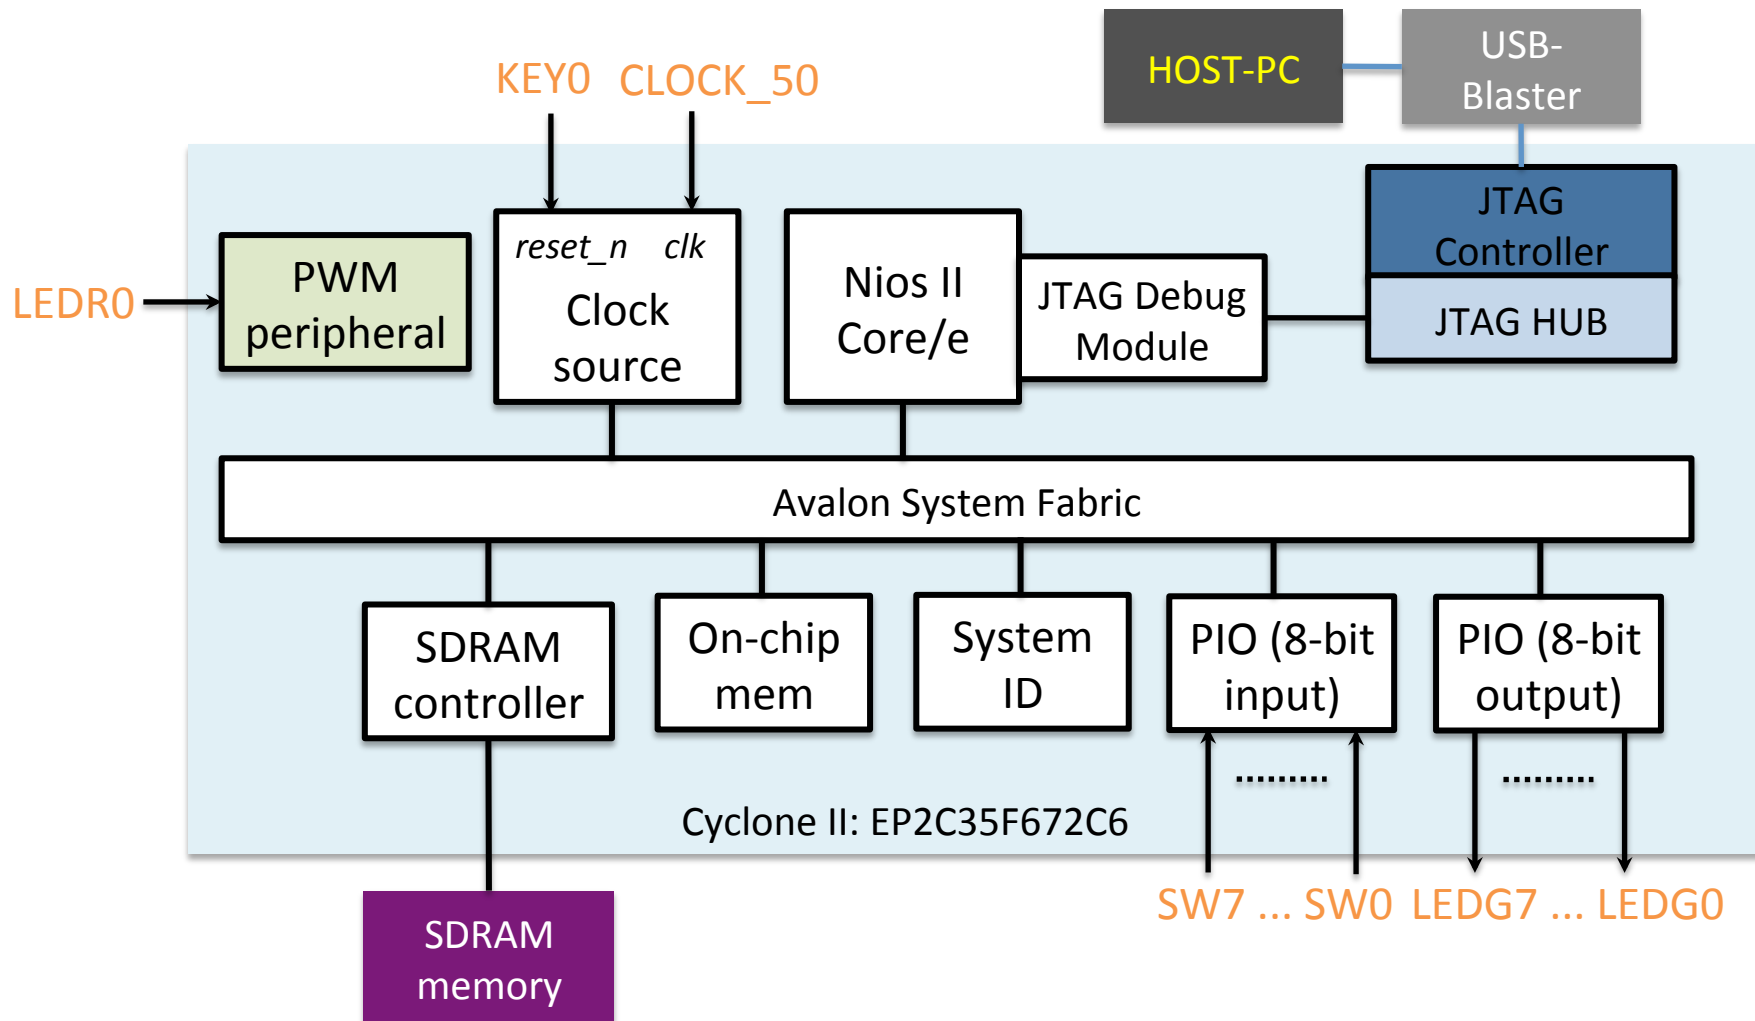 HOST-PC
USB-
Blaster
KEY0 CLOCK_50
JTAG
Controller
JTAG HUB
LEDR0
PWM
peripheral
reset_n clk
Clock
source
Nios II
Core/e
JTAG Debug
Module
Avalon System Fabric
SDRAM
controller
On-chip
mem
System
ID
PIO (8-bit
input)
PIO (8-bit
output)
.........
.........
Cyclone II: EP2C35F672C6
SW7 ... SW0 LEDG7 ... LEDG0
SDRAM
memory